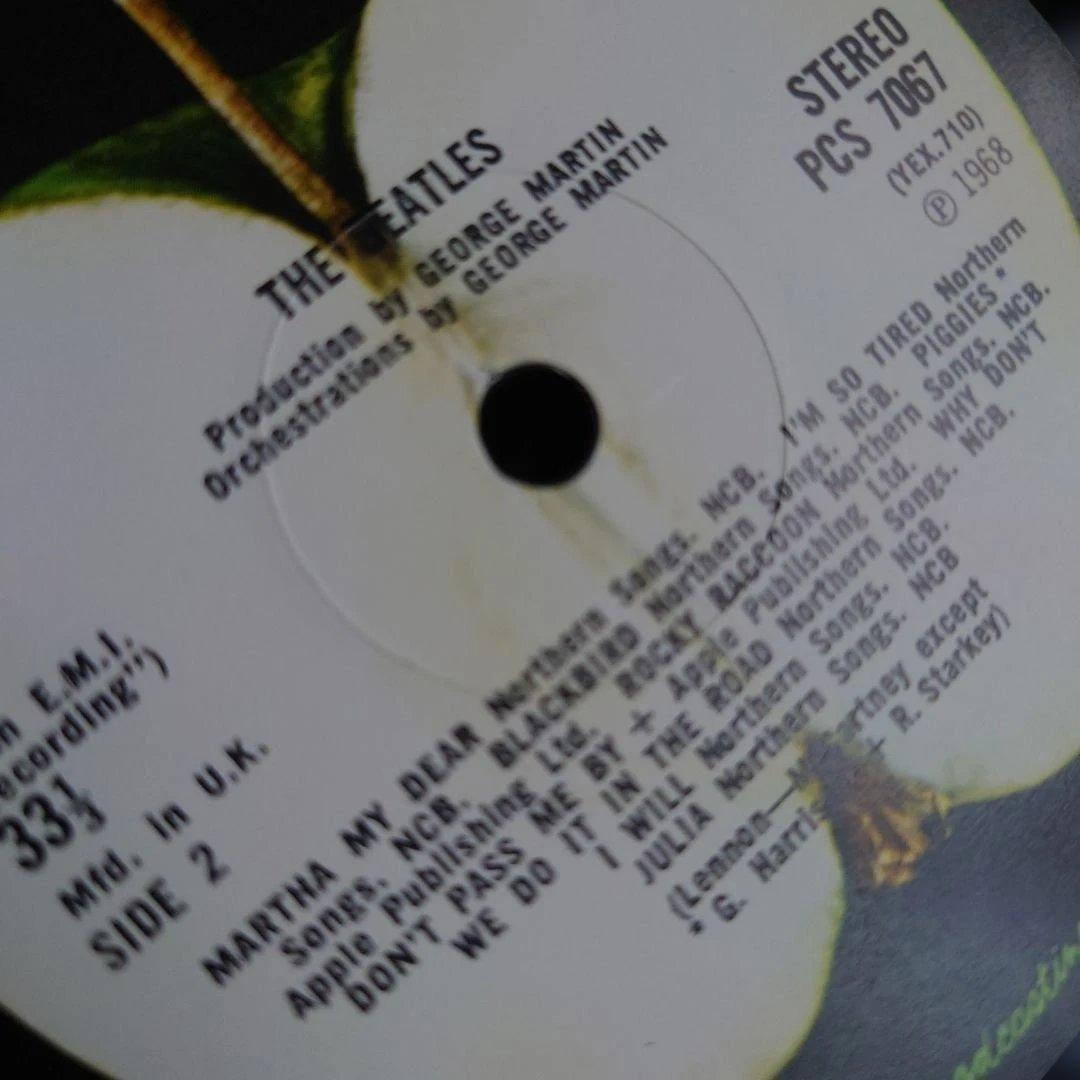 STEREO
PCS 7067
(YEX.710)
Ⓟ 1968
THE BEATLES
Production by GEORGE MARTIN
Orchestrations by GEORGE MARTIN
E.M.I.
recording")
33⅓
Mfd. in U.K.
SIDE 2
MARTHA MY DEAR Northern Songs. NCB. I'M SO TIRED Northern
Songs. NCB. BLACKBIRD Northern Songs. NCB. PIGGIES *
Apple Publishing Ltd. ROCKY RACCOON Northern Songs. NCB.
DON'T PASS ME BY + Apple Publishing Ltd. WHY DON'T
WE DO IT IN THE ROAD Northern Songs. NCB.
I WILL Northern Songs. NCB.
JULIA Northern Songs. NCB
(Lennon—McCartney except
* G. Harris + R. Starkey)
adcastin